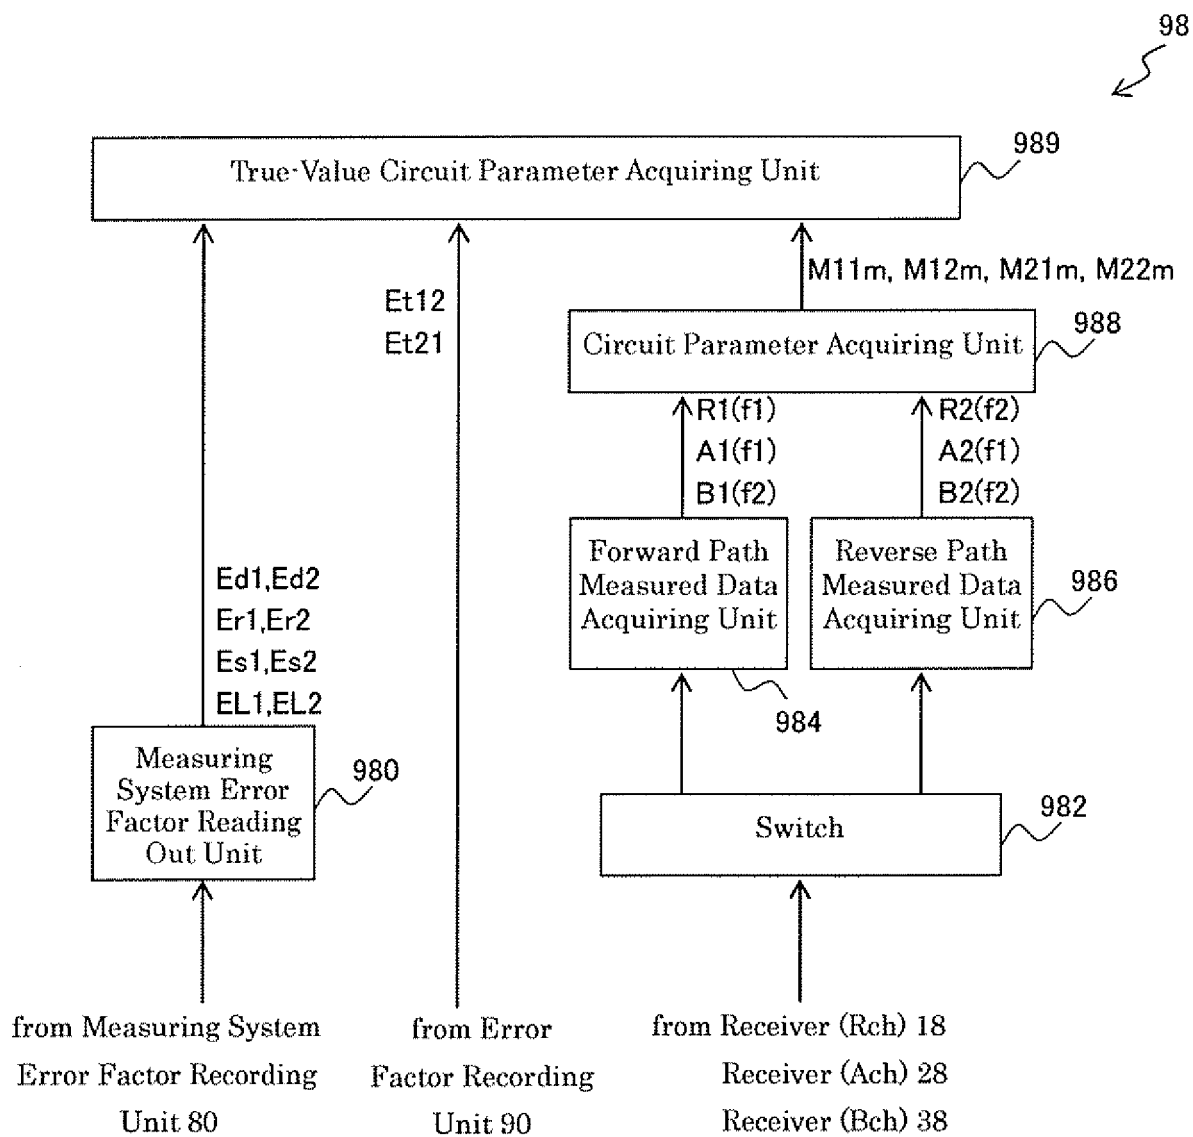 98
989
True-Value Circuit Parameter Acquiring Unit
M11m, M12m, M21m, M22m
Et12
Et21
988
Circuit Parameter Acquiring Unit
R1(f1)
A1(f1)
B1(f2)
R2(f2)
A2(f1)
B2(f2)
Forward Path
Measured Data
Acquiring Unit
984
Reverse Path
Measured Data
Acquiring Unit
986
Ed1,Ed2
Er1,Er2
Es1,Es2
EL1,EL2
Measuring
System Error
Factor Reading
Out Unit
980
Switch
982
from Measuring System
Error Factor Recording
Unit 80
from Error
Factor Recording
Unit 90
from Receiver (Rch) 18
Receiver (Ach) 28
Receiver (Bch) 38